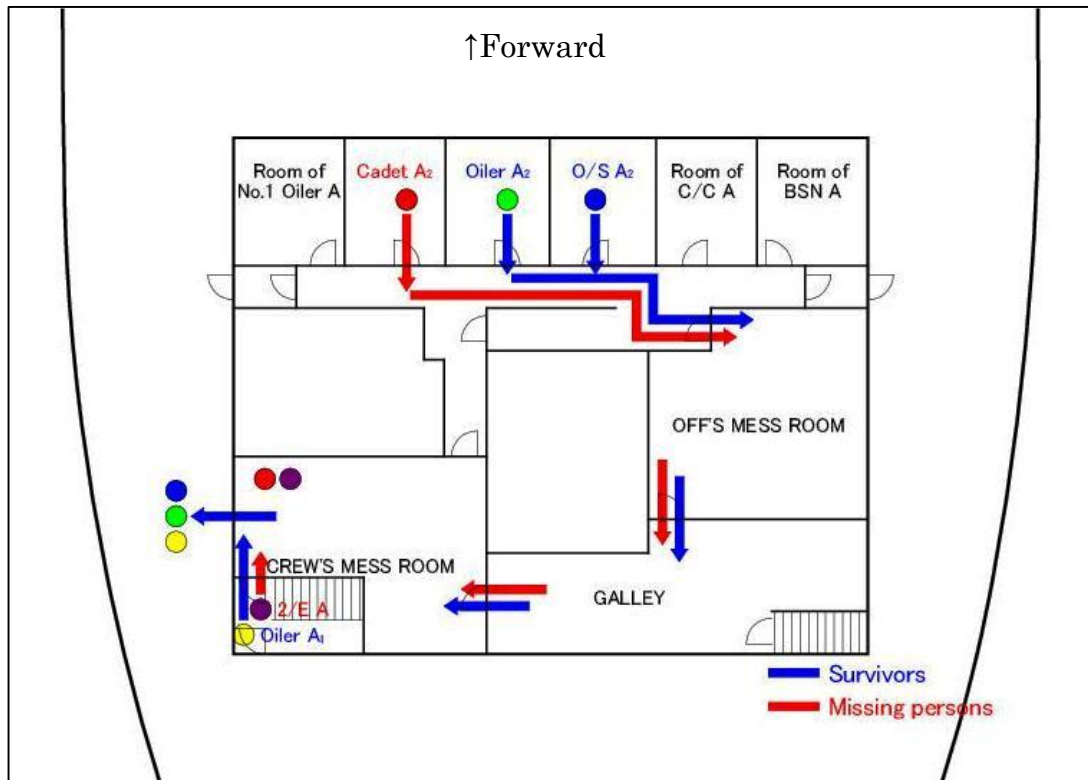 ↑Forward
Room of
No.1 Oiler A
Cadet A₂
Oiler A₂
O/S A₂
Room of
C/C A
Room of
BSN A
OFF'S MESS ROOM
CREW'S MESS ROOM
GALLEY
2/E A
Oiler A₁
Survivors
Missing persons